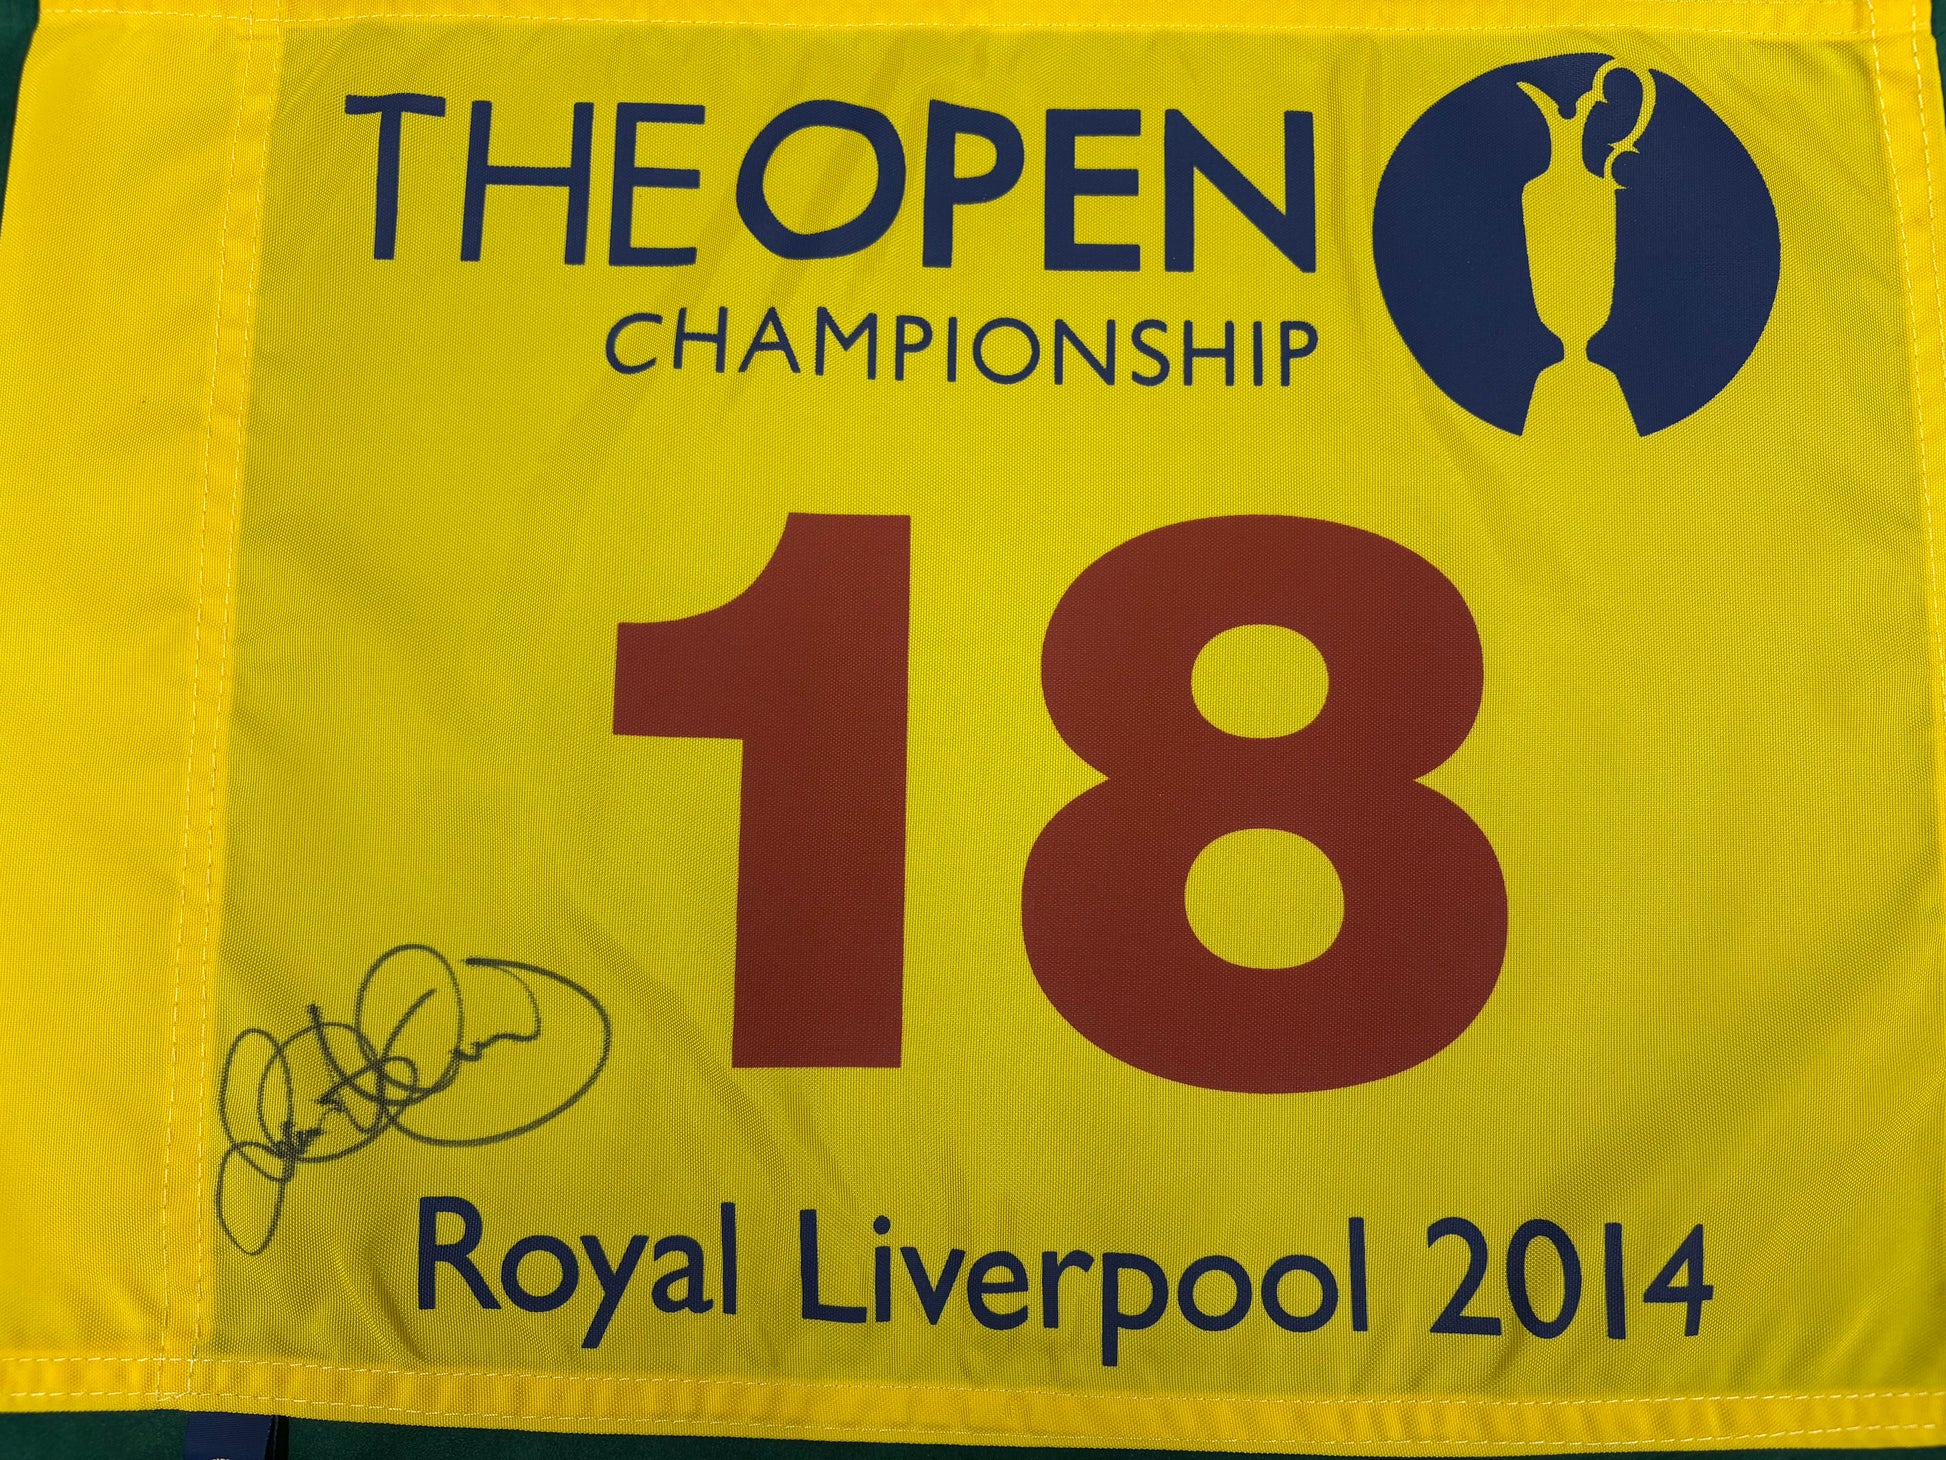 THE OPEN
CHAMPIONSHIP
18
Royal Liverpool 2014